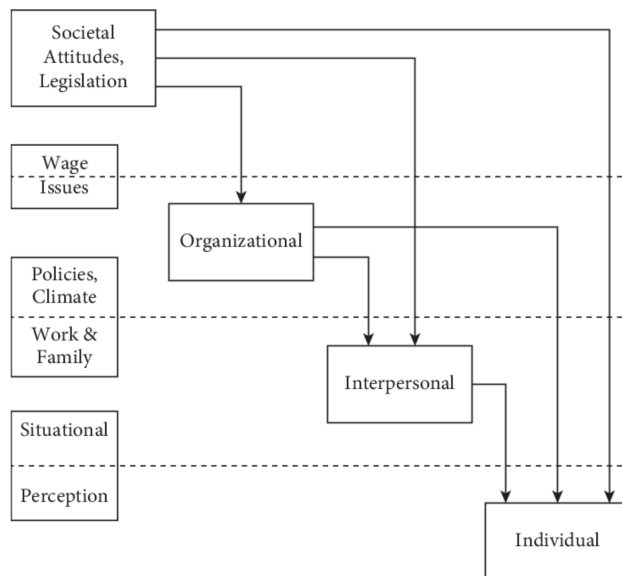 Societal
Attitudes,
Legislation
Wage
Issues
Organizational
Policies,
Climate
Work &
Family
Interpersonal
Situational
Perception
Individual